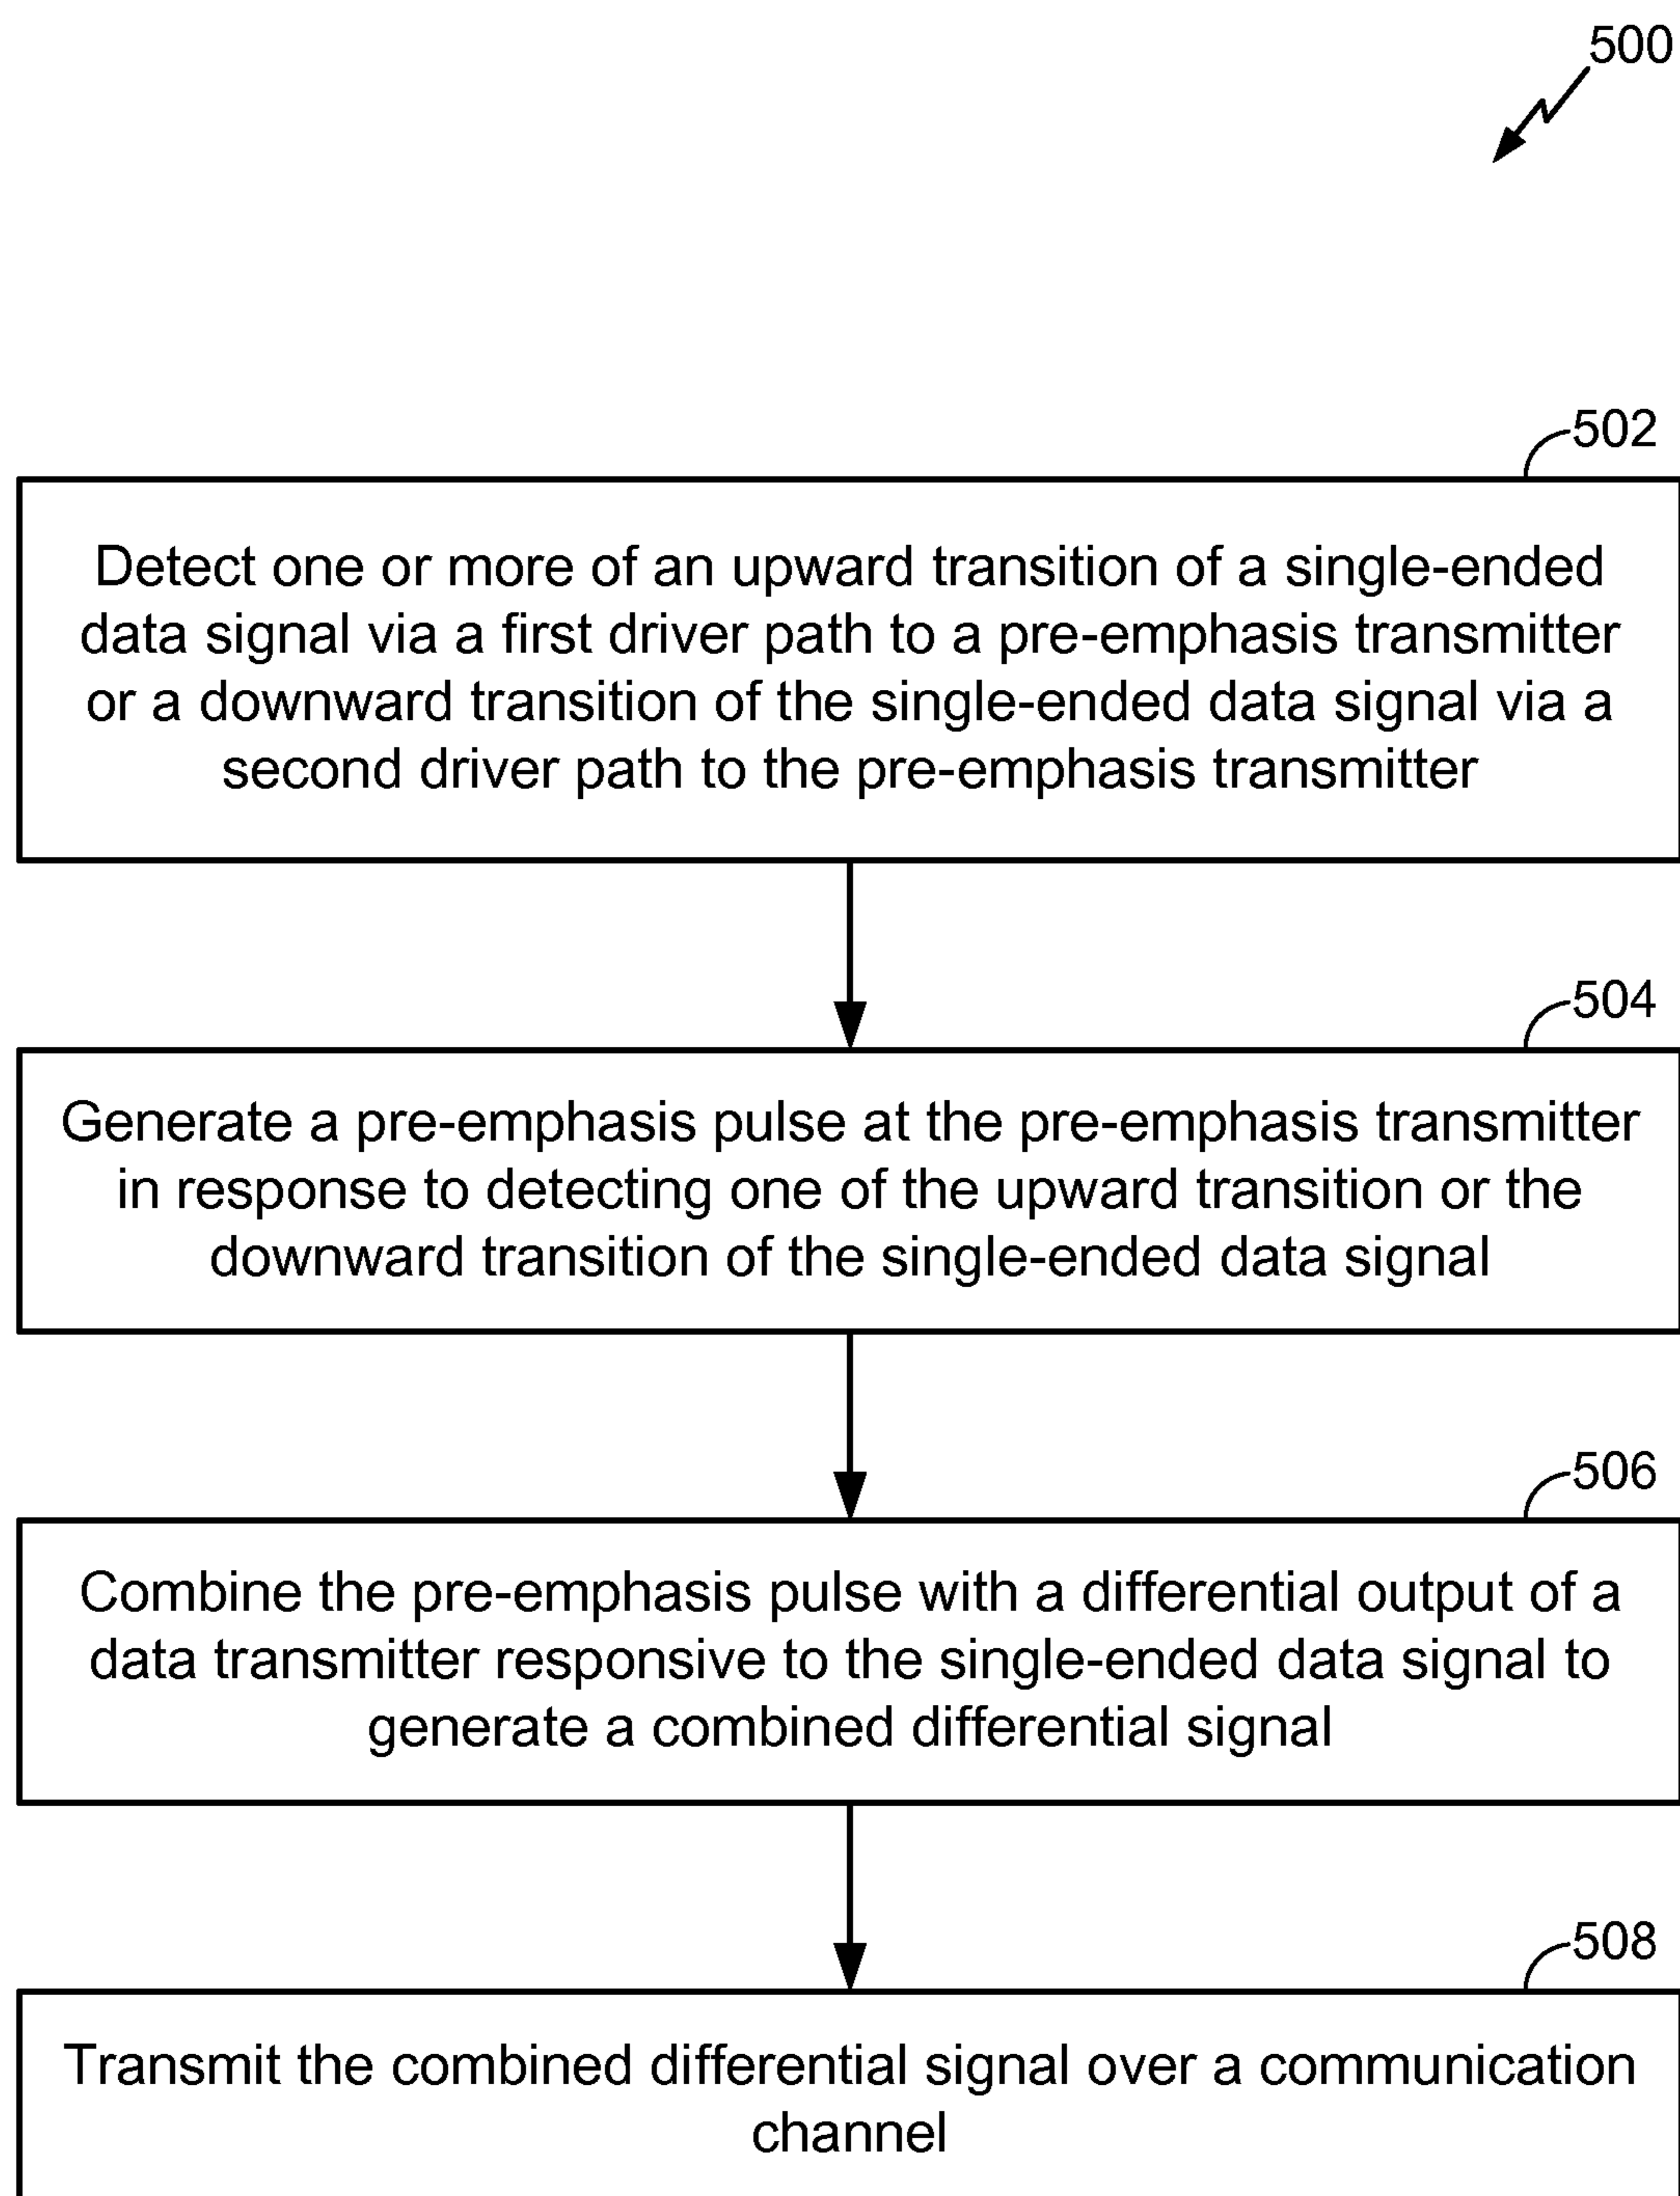 500
502
Detect one or more of an upward transition of a single-ended
data signal via a first driver path to a pre-emphasis transmitter
or a downward transition of the single-ended data signal via a
second driver path to the pre-emphasis transmitter
504
Generate a pre-emphasis pulse at the pre-emphasis transmitter
in response to detecting one of the upward transition or the
downward transition of the single-ended data signal
506
Combine the pre-emphasis pulse with a differential output of a
data transmitter responsive to the single-ended data signal to
generate a combined differential signal
508
Transmit the combined differential signal over a communication
channel